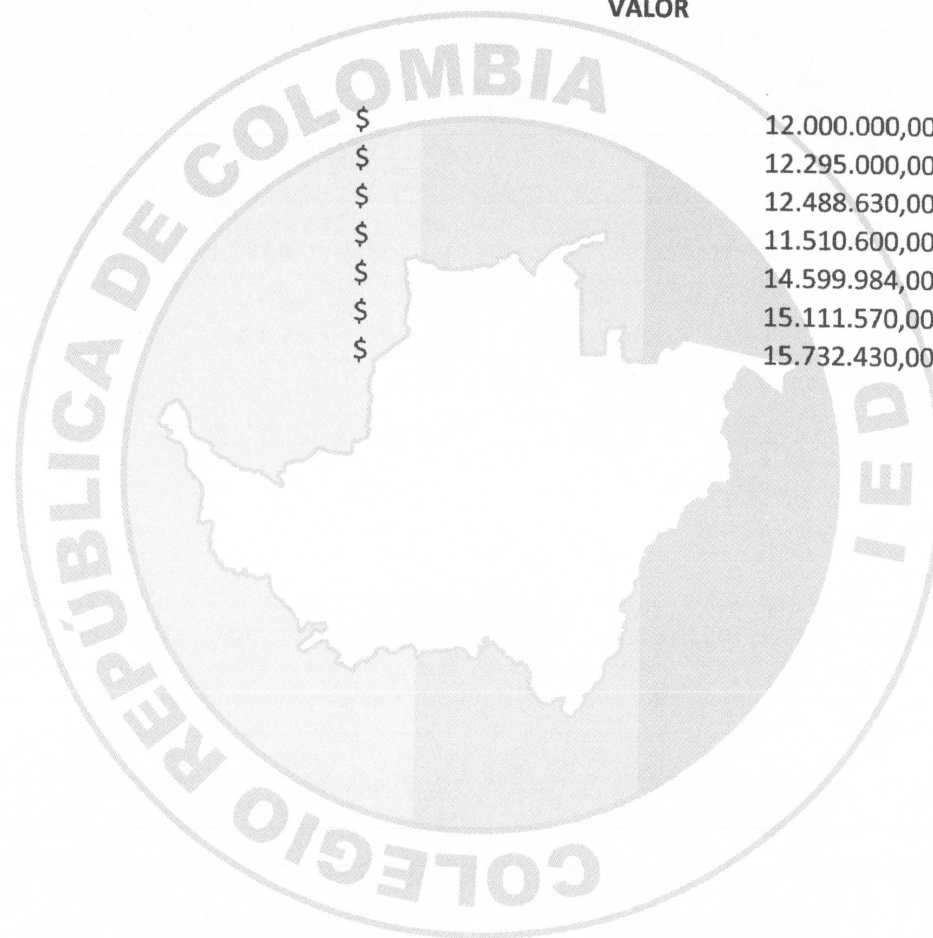 VALOR
$ 12.000.000,00
$ 12.295.000,00
$ 12.488.630,00
$ 11.510.600,00
$ 14.599.984,00
$ 15.111.570,00
$ 15.732.430,00
COLEGIO REPÚBLICA DE COLOMBIA
IED